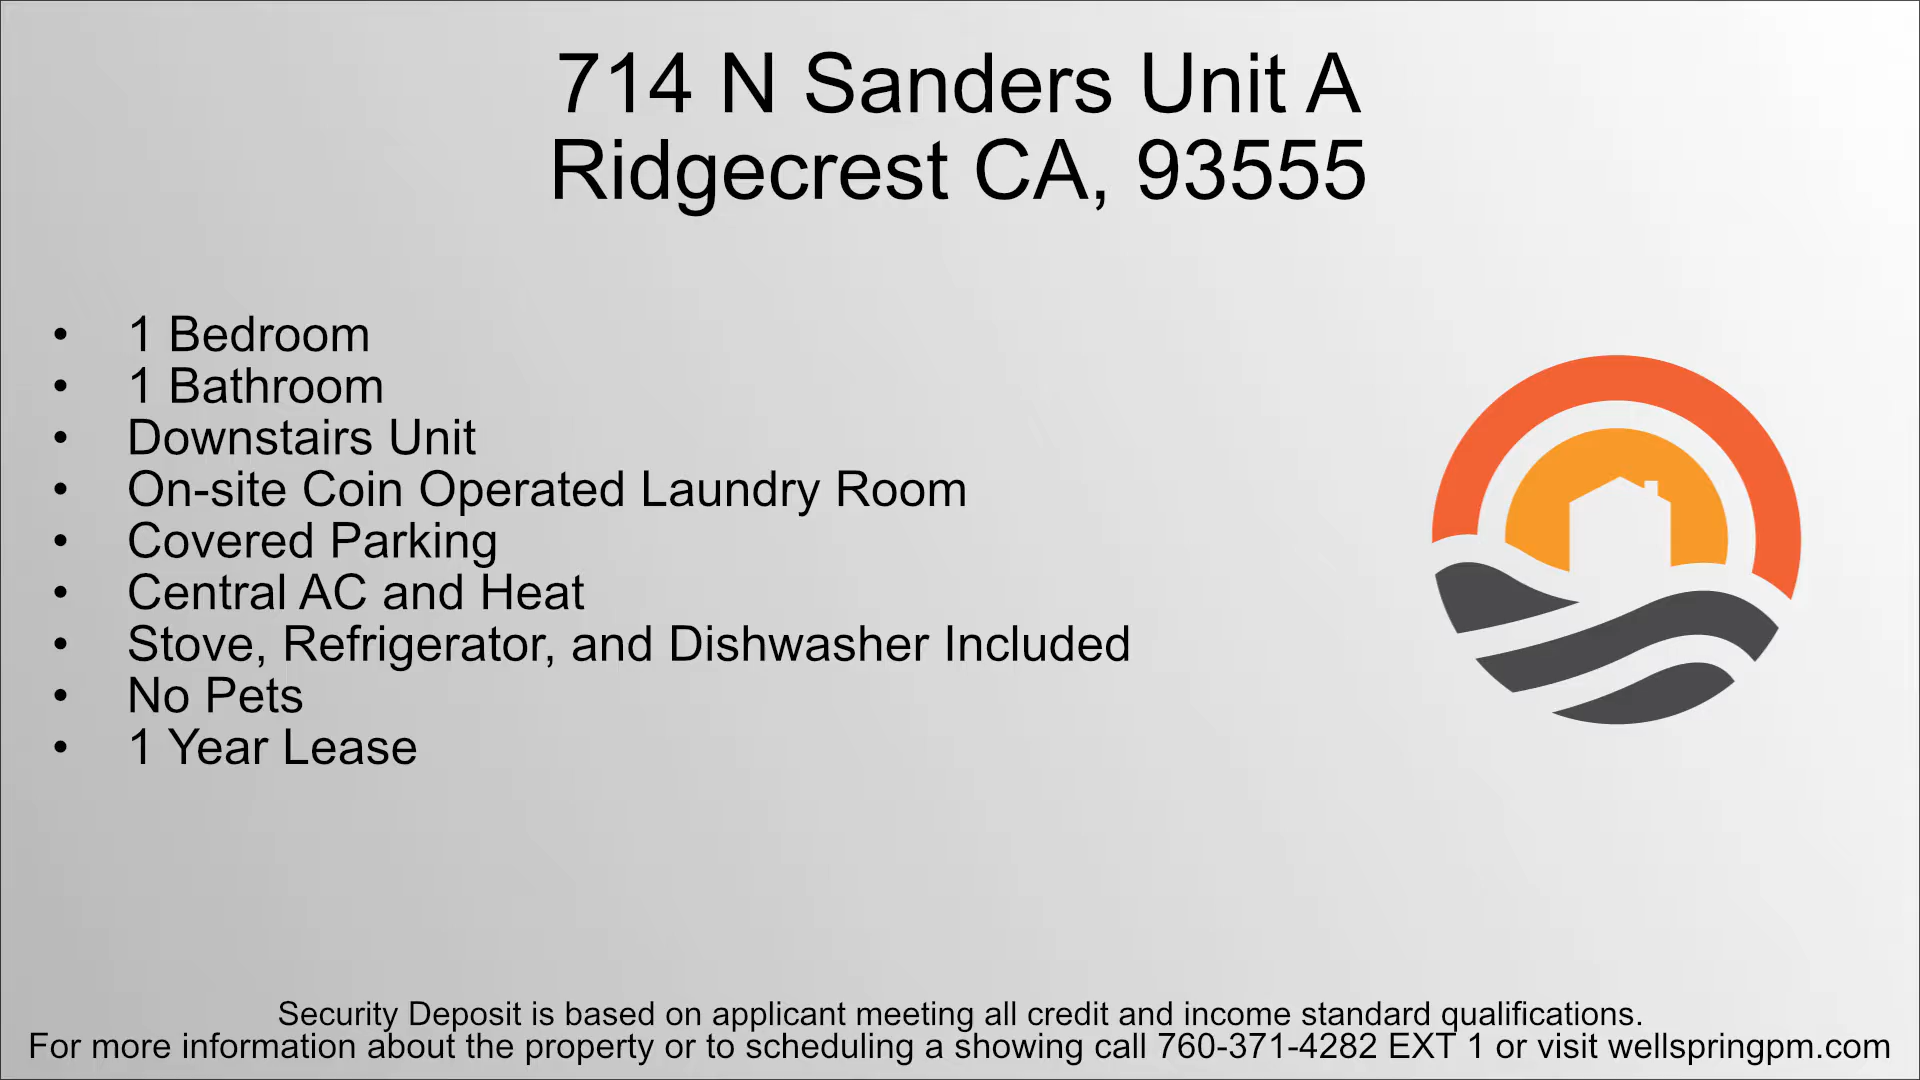 714 N Sanders Unit A
Ridgecrest CA, 93555
• 1 Bedroom
• 1 Bathroom
• Downstairs Unit
• On-site Coin Operated Laundry Room
• Covered Parking
• Central AC and Heat
• Stove, Refrigerator, and Dishwasher Included
• No Pets
• 1 Year Lease
Security Deposit is based on applicant meeting all credit and income standard qualifications.
For more information about the property or to scheduling a showing call 760-371-4282 EXT 1 or visit wellspringpm.com